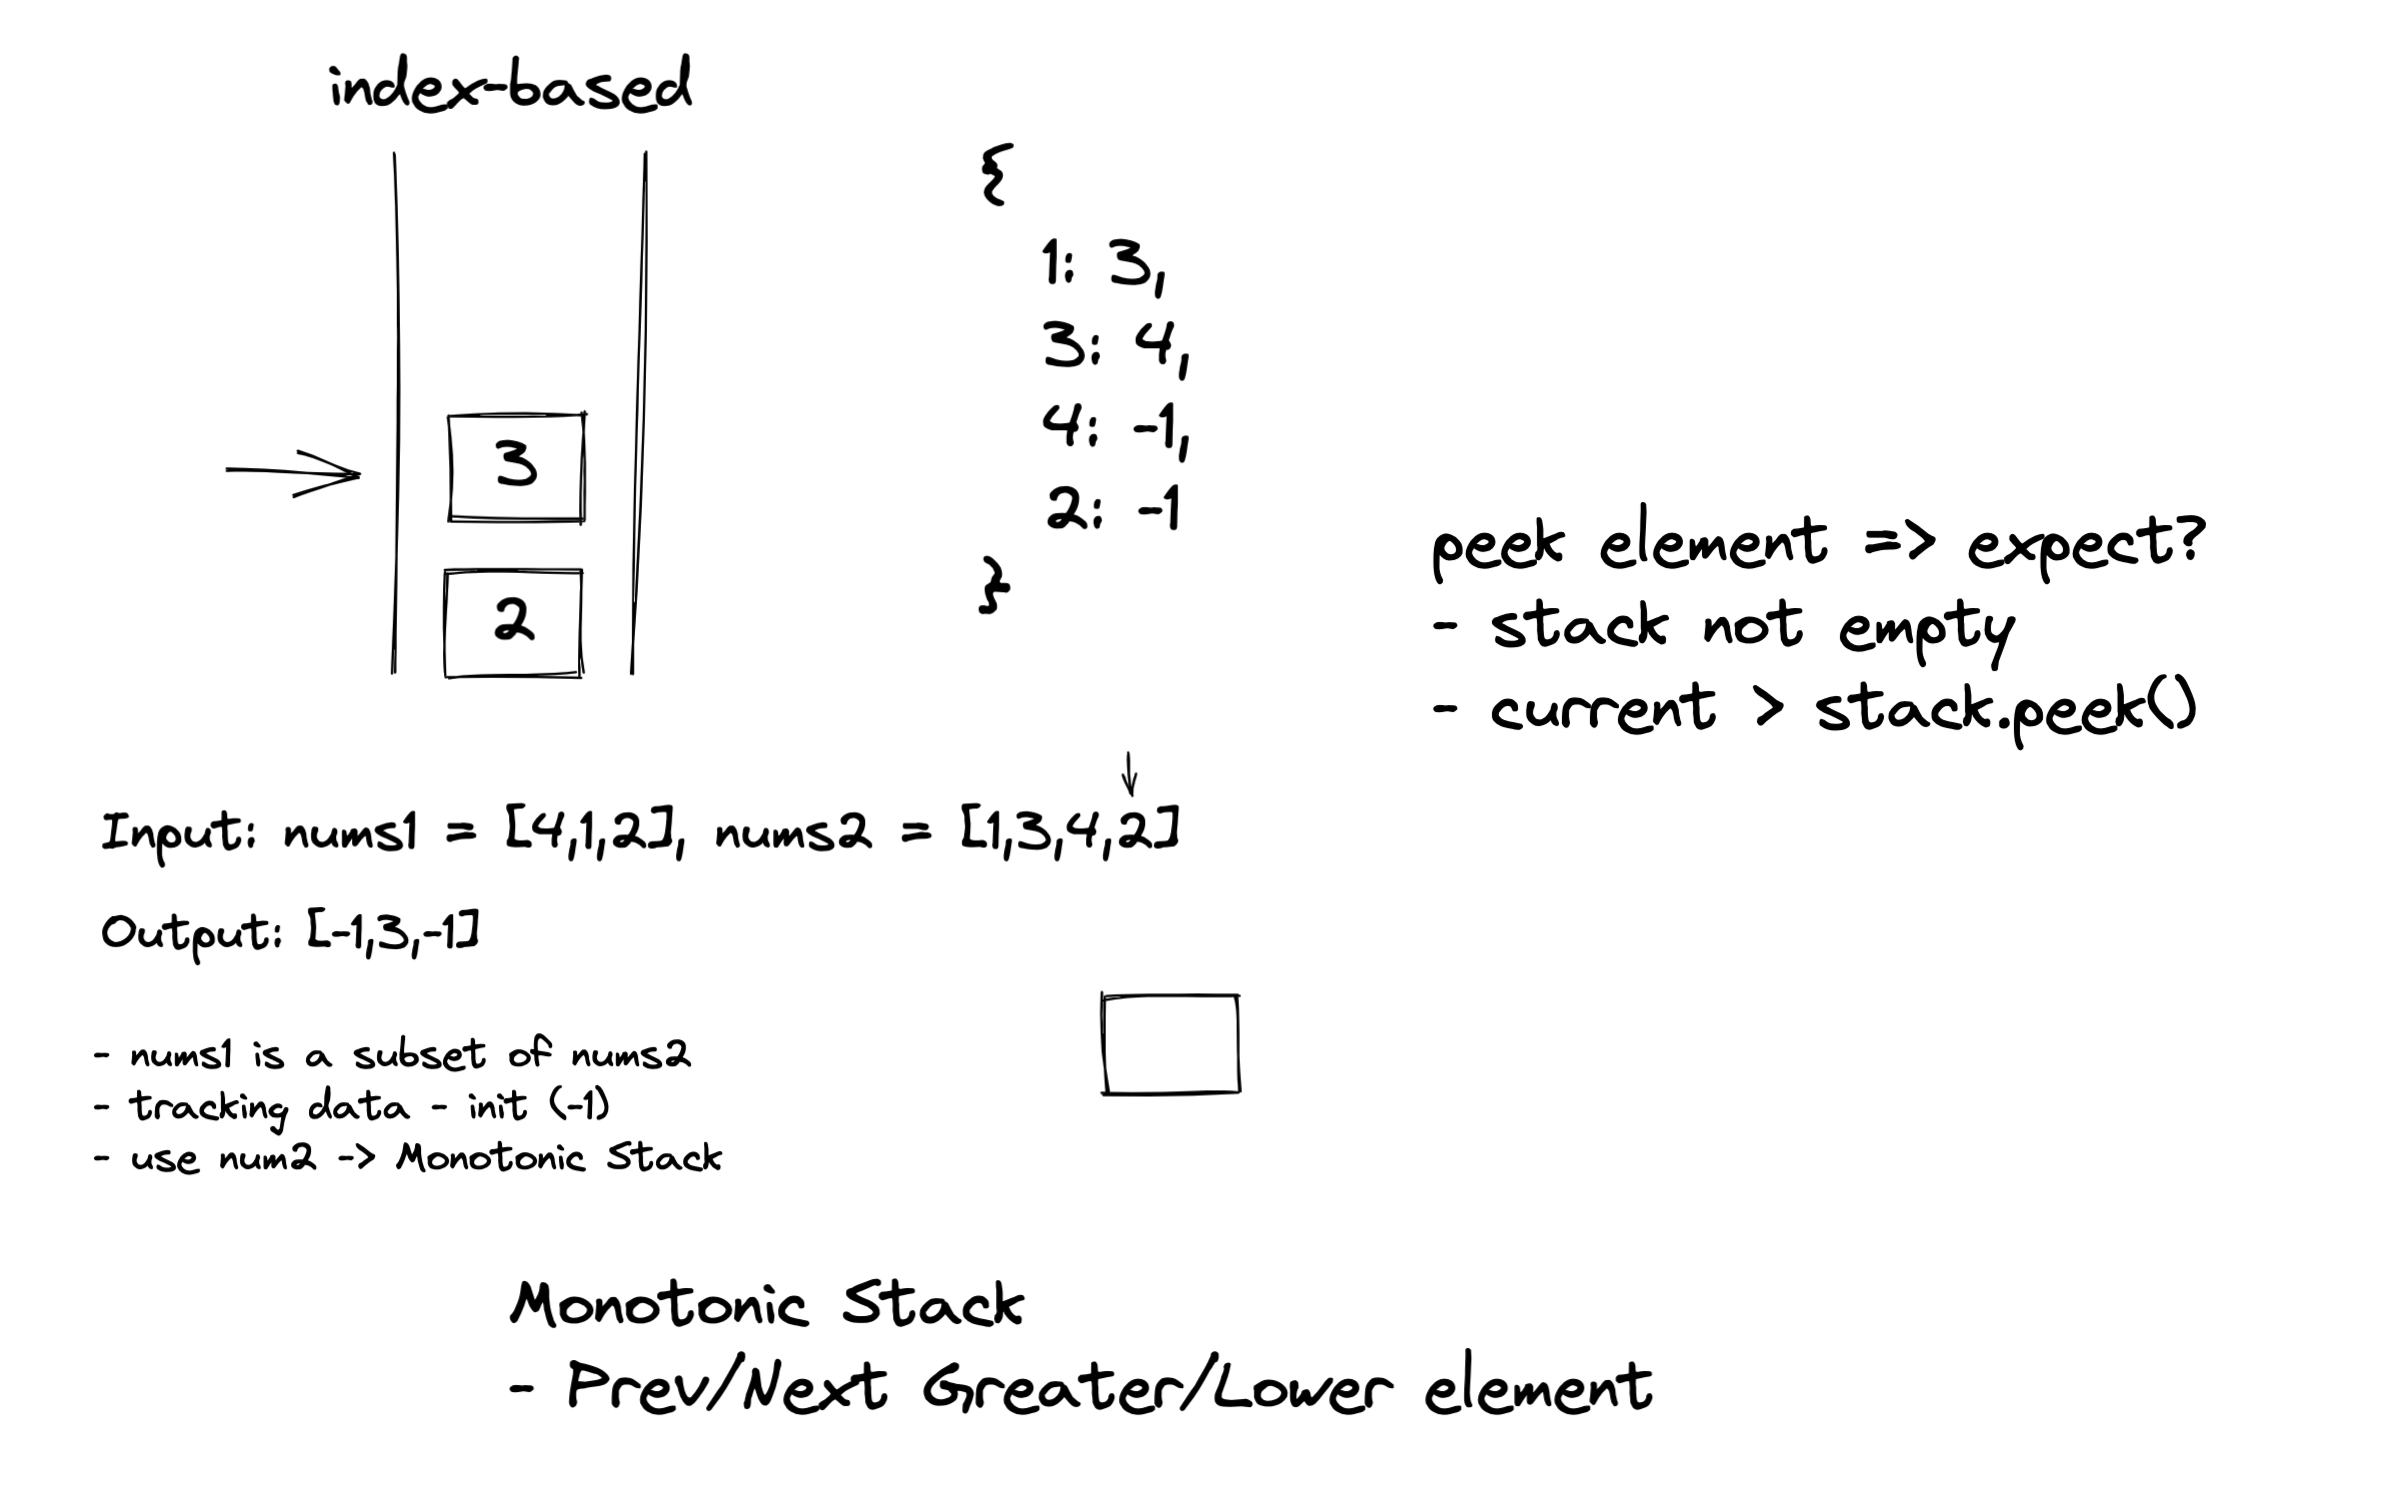 index-based
{
1: 3,
3: 4,
4: -1,
2: -1
}
3
2
peek element => expect?
- stack not empty
- current > stack.peek()
Input: nums1 = [4,1,2], nums2 = [1,3,4,2]
Output: [-1,3,-1]
- nums1 is a subset of nums2
- tracking data - init (-1)
- use num2 -> Monotonic Stack
Monotonic Stack
- Prev/Next Greater/Lower element